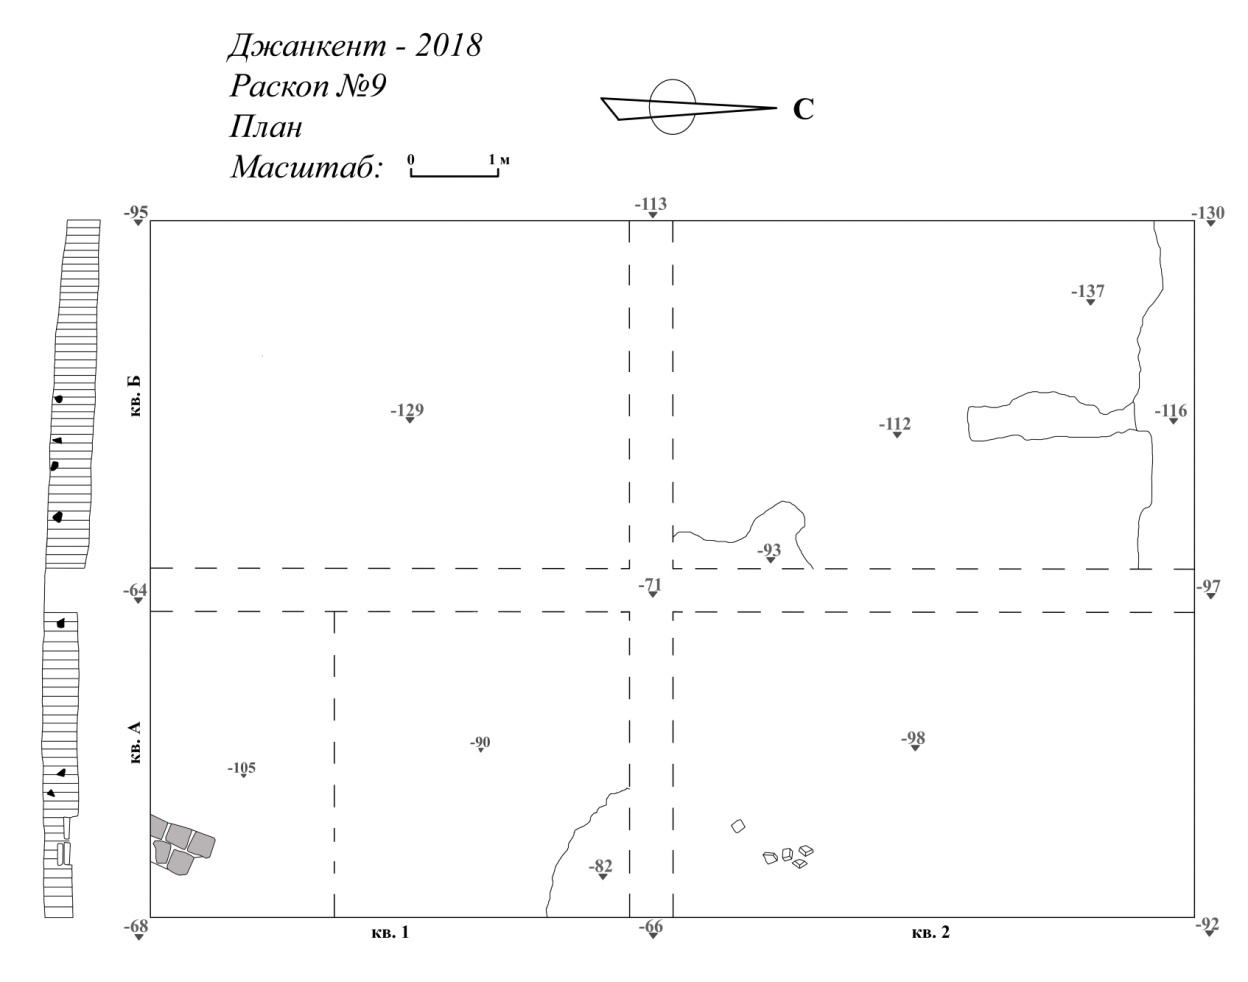 Джанкент - 2018
Раскоп №9
План
Масштаб: 0 1 м
С
-95 -113 -130
-137
кв. Б
-129 -112 -116
-93
-64 -71 -97
кв. А
-90 -98
-105
-82
-68 -66 -92
кв. 1 кв. 2